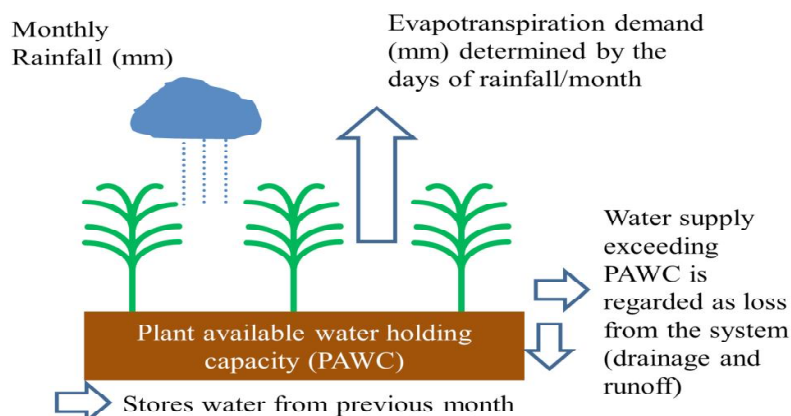 Monthly
Rainfall (mm)
Evapotranspiration demand
(mm) determined by the
days of rainfall/month
Water supply
exceeding
PAWC is
regarded as loss
from the system
(drainage and
runoff)
Plant available water holding
capacity (PAWC)
Stores water from previous month